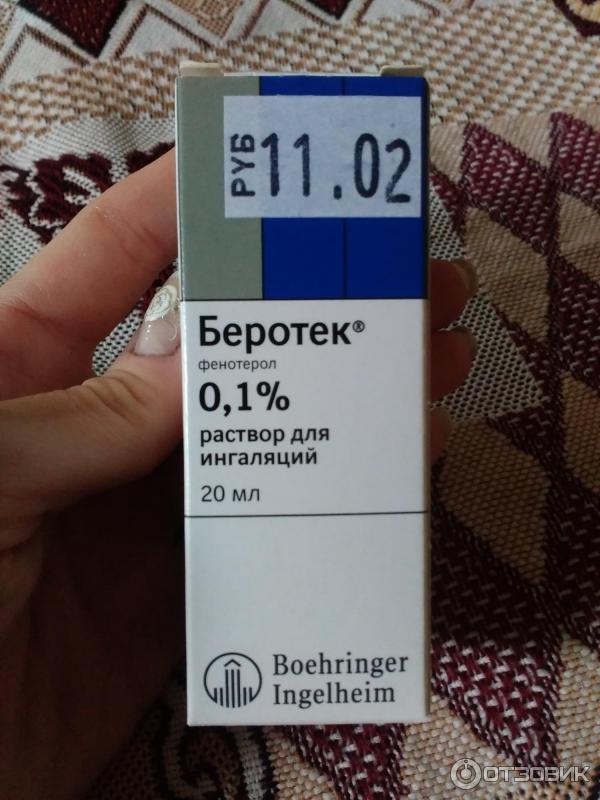 РУБ 11.02
Беротек®
фенотерол
0,1%
раствор для
ингаляций
20 мл
Boehringer
Ingelheim
ОТЗОВИК